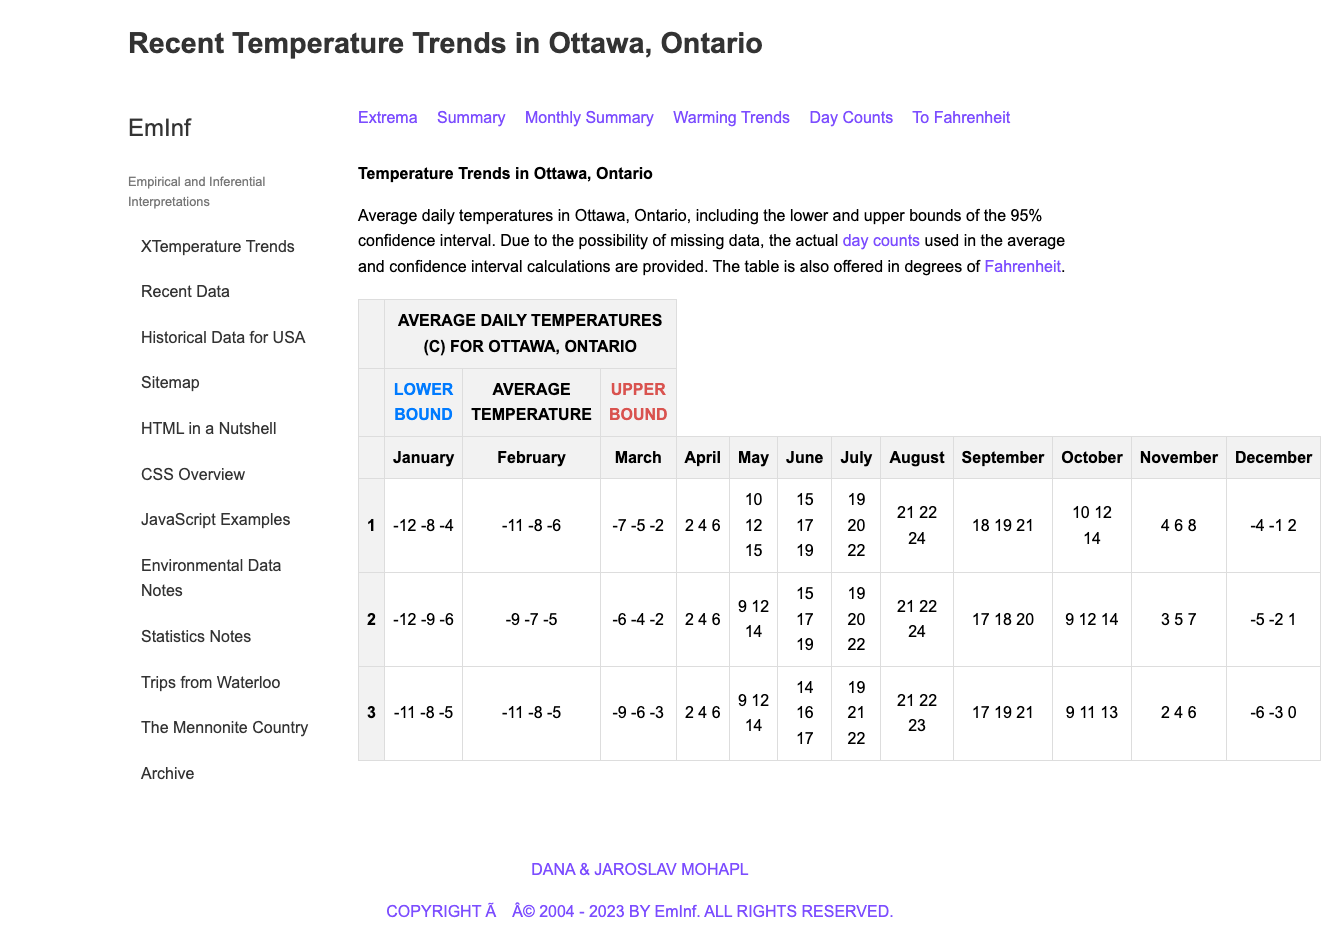 Recent Temperature Trends in Ottawa, Ontario
EmInf
Empirical and Inferential
Interpretations
XTemperature Trends
Recent Data
Historical Data for USA
Sitemap
HTML in a Nutshell
CSS Overview
JavaScript Examples
Environmental Data
Notes
Statistics Notes
Trips from Waterloo
The Mennonite Country
Archive
Extrema Summary Monthly Summary Warming Trends Day Counts To Fahrenheit
Temperature Trends in Ottawa, Ontario
Average daily temperatures in Ottawa, Ontario, including the lower and upper bounds of the 95%
confidence interval. Due to the possibility of missing data, the actual day counts used in the average
and confidence interval calculations are provided. The table is also offered in degrees of Fahrenheit.
AVERAGE DAILY TEMPERATURES
(C) FOR OTTAWA, ONTARIO
LOWER
BOUND
AVERAGE
TEMPERATURE
UPPER
BOUND
January February March April May June July August September October November December
1
-12 -8 -4
-11 -8 -6
-7 -5 -2
2 4 6
10
12
15
15
17
19
19
20
22
21 22
24
18 19 21
10 12
14
4 6 8
-4 -1 2
2
-12 -9 -6
-9 -7 -5
-6 -4 -2
2 4 6
9 12
14
15
17
19
19
20
22
21 22
24
17 18 20
9 12 14
3 5 7
-5 -2 1
3
-11 -8 -5
-11 -8 -5
-9 -6 -3
2 4 6
9 12
14
14
16
17
19
21
22
21 22
23
17 19 21
9 11 13
2 4 6
-6 -3 0
DANA & JAROSLAV MOHAPL
COPYRIGHT Ã Â© 2004 - 2023 BY EmInf. ALL RIGHTS RESERVED.